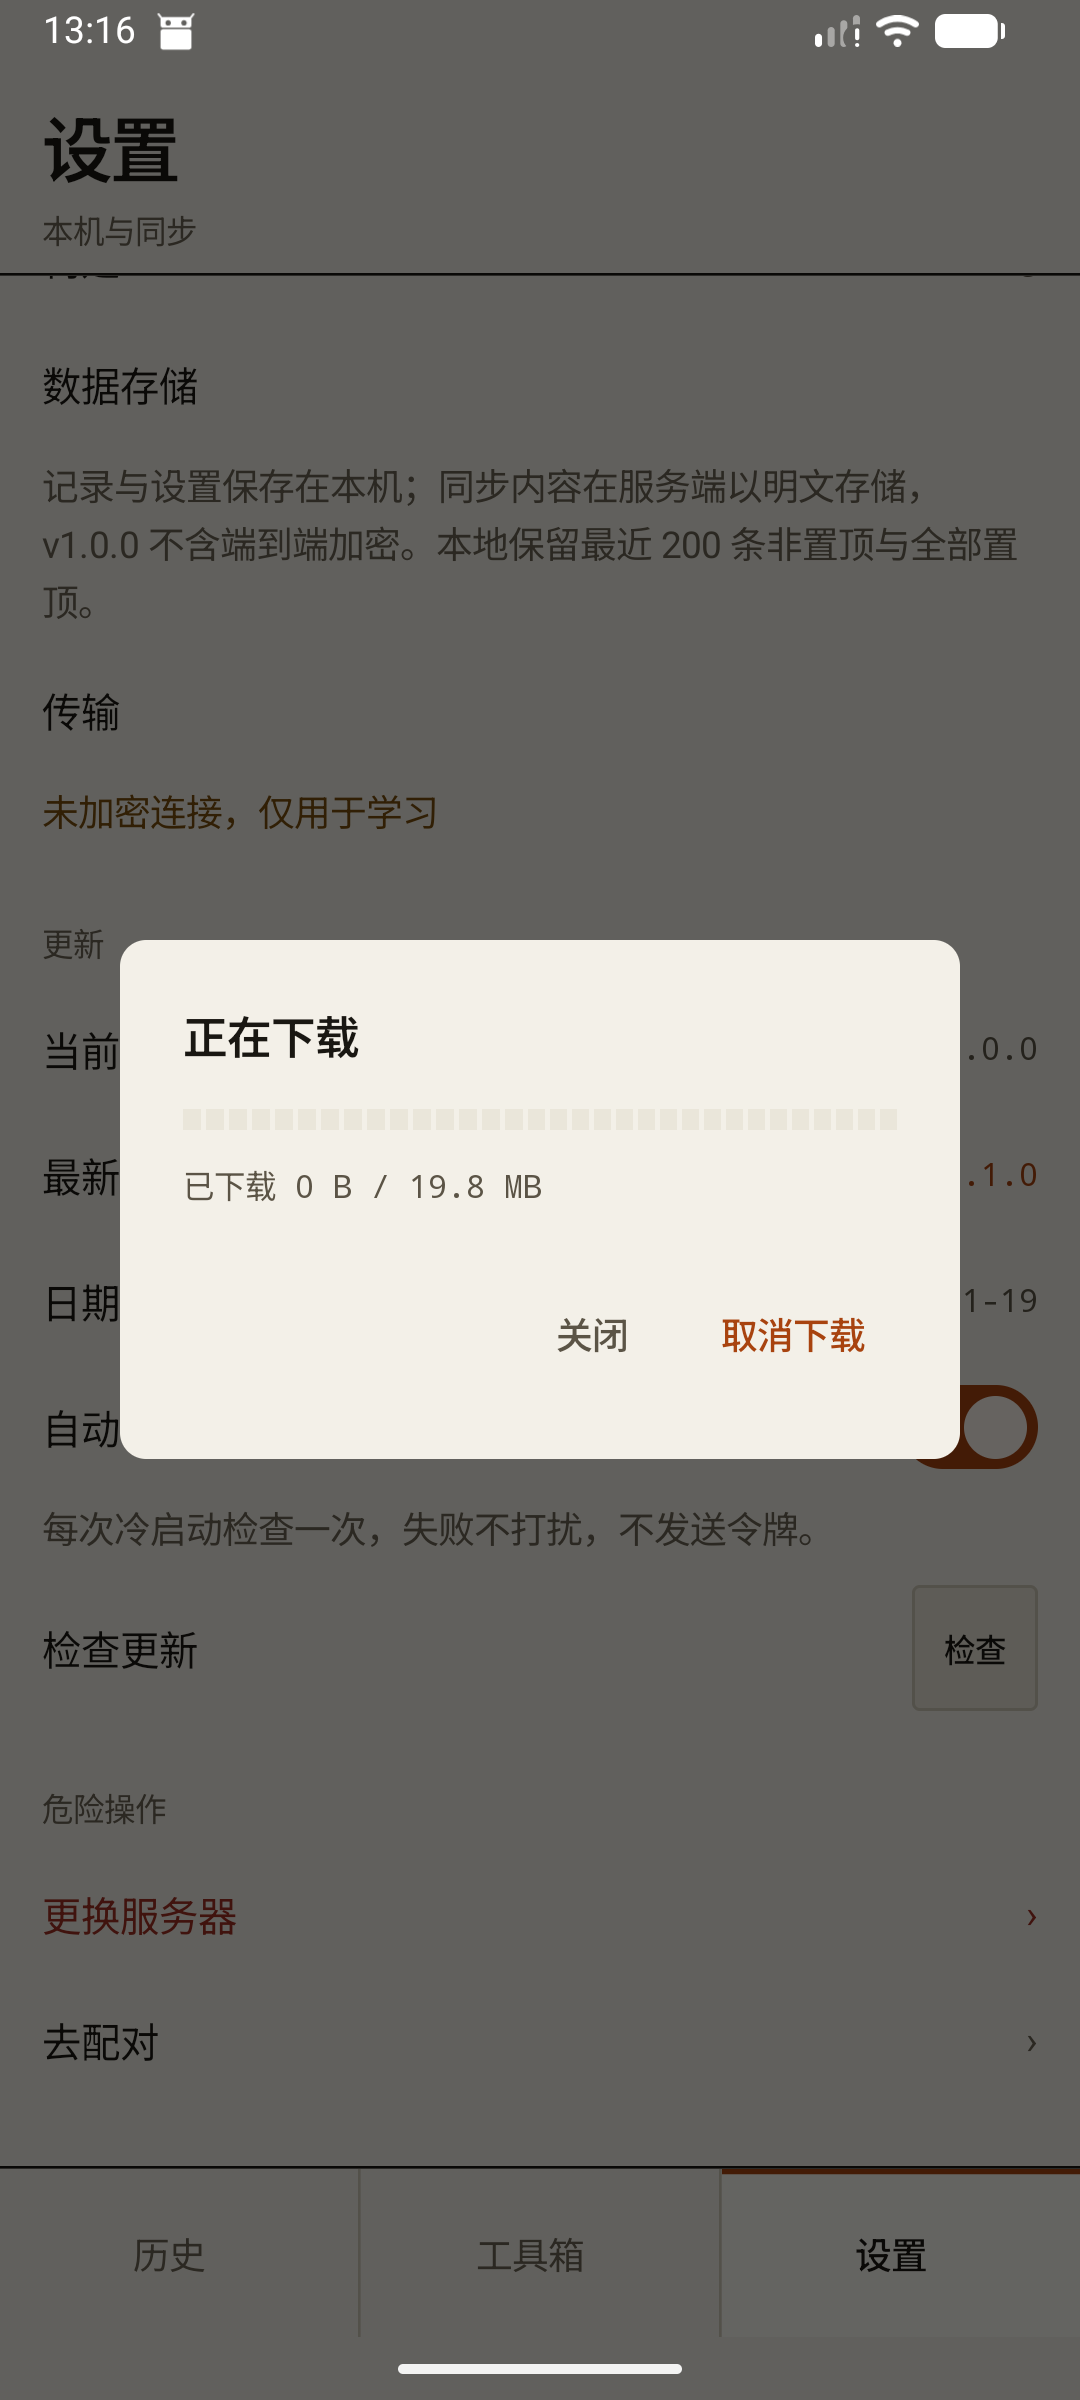 13:16
设置
本机与同步
数据存储
记录与设置保存在本机；同步内容在服务端以明文存储，
v1.0.0 不含端到端加密。本地保留最近 200 条非置顶与全部置
顶。
传输
未加密连接，仅用于学习
更新
正在下载
当前
.0.0
已下载 0 B / 19.8 MB
最新
.1.0
日期
1-19
关闭
取消下载
自动
每次冷启动检查一次，失败不打扰，不发送令牌。
检查更新
检查
危险操作
更换服务器
›
去配对
›
历史
工具箱
设置